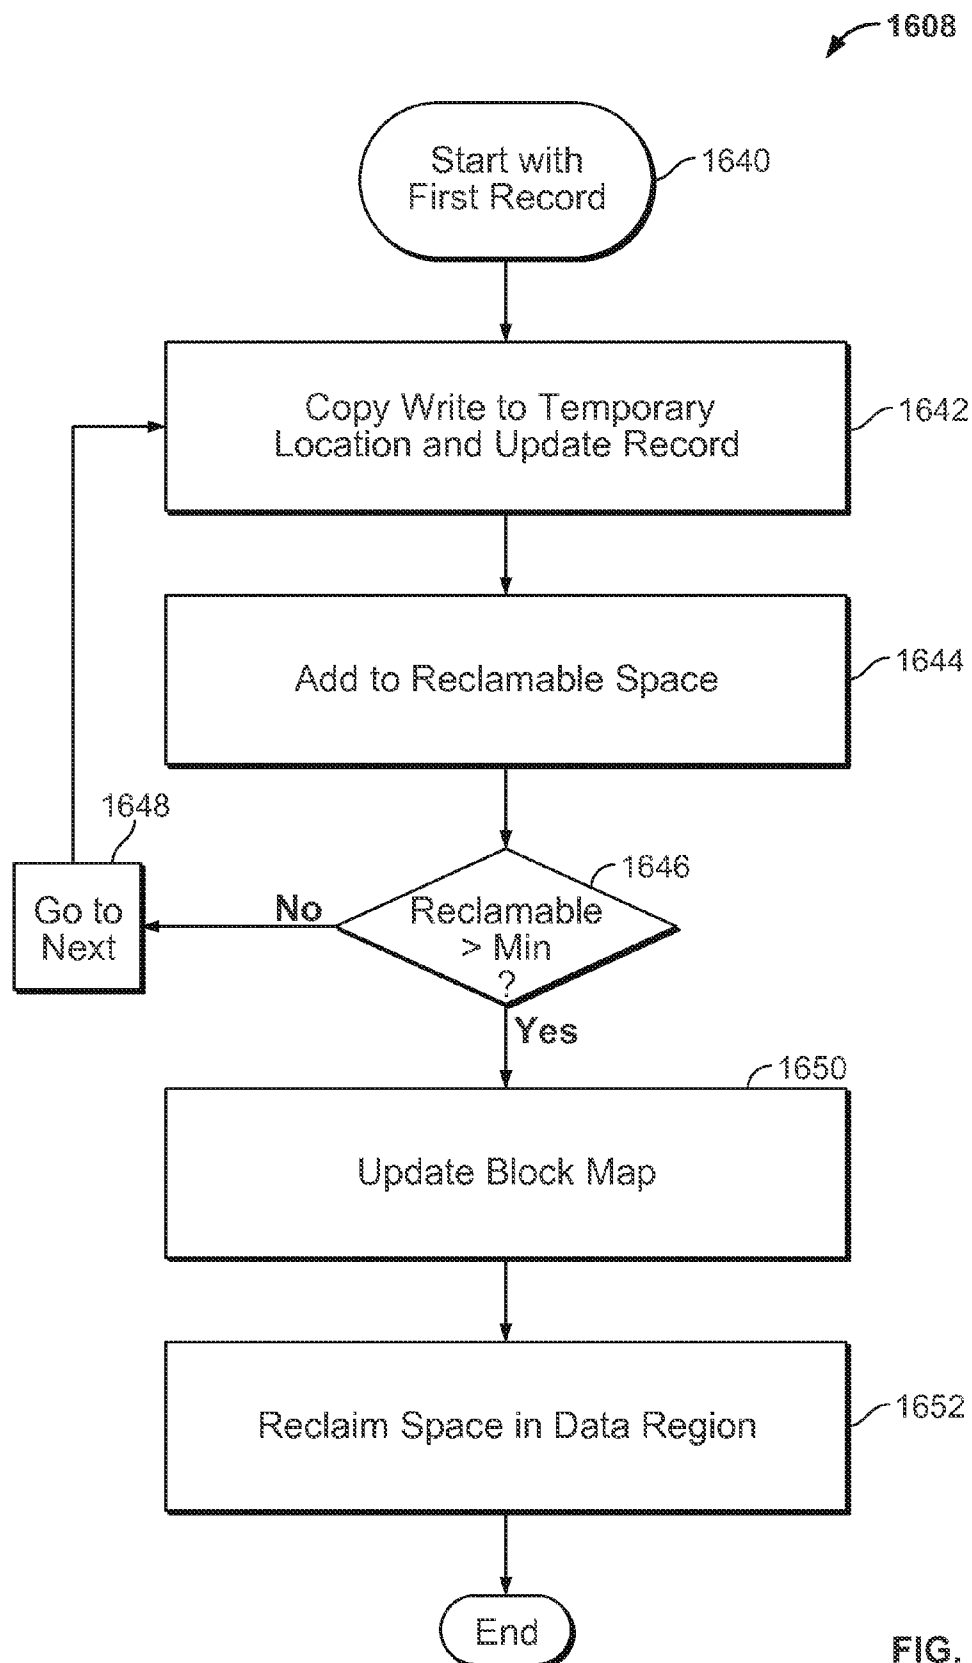 1608
Start with
First Record
1640
Copy Write to Temporary
Location and Update Record
1642
Add to Reclamable Space
1644
1648
Go to
Next
No
Reclamable
> Min
?
1646
Yes
1650
Update Block Map
Reclaim Space in Data Region
1652
End
FIG.